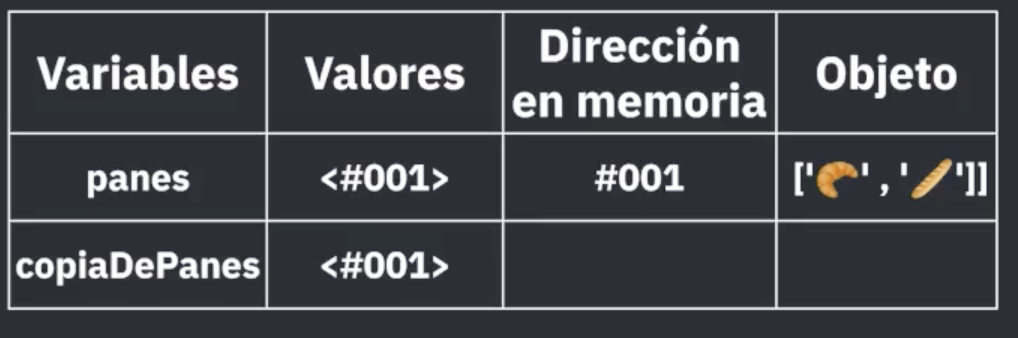 Variables
Valores
Dirección
en memoria
Objeto
panes
<#001>
#001
['🥐' , '🥖']]
copiaDePanes
<#001>